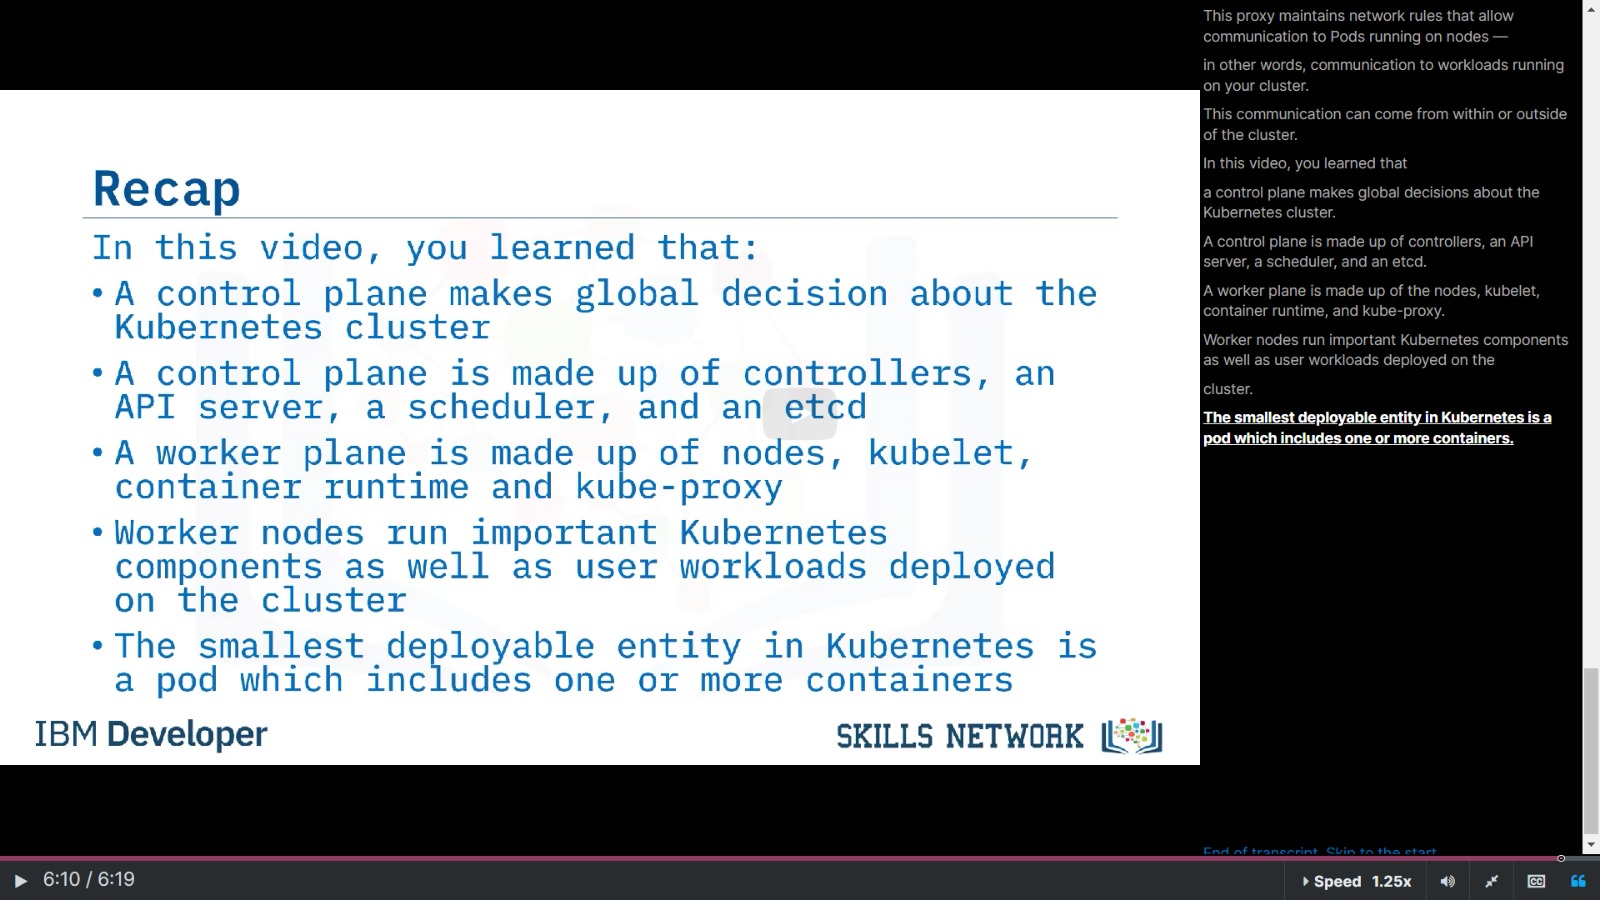 Recap
In this video, you learned that:
• A control plane makes global decision about the
Kubernetes cluster
• A control plane is made up of controllers, an
API server, a scheduler, and an etcd
• A worker plane is made up of nodes, kubelet,
container runtime and kube-proxy
• Worker nodes run important Kubernetes
components as well as user workloads deployed
on the cluster
• The smallest deployable entity in Kubernetes is
a pod which includes one or more containers
IBM Developer
SKILLS NETWORK
This proxy maintains network rules that allow
communication to Pods running on nodes —
in other words, communication to workloads running
on your cluster.
This communication can come from within or outside
of the cluster.
In this video, you learned that
a control plane makes global decisions about the
Kubernetes cluster.
A control plane is made up of controllers, an API
server, a scheduler, and an etcd.
A worker plane is made up of the nodes, kubelet,
container runtime, and kube-proxy.
Worker nodes run important Kubernetes components
as well as user workloads deployed on the
cluster.
The smallest deployable entity in Kubernetes is a
pod which includes one or more containers.
End of transcript. Skip to the start.
6:10 / 6:19
Speed 1.25x
CC